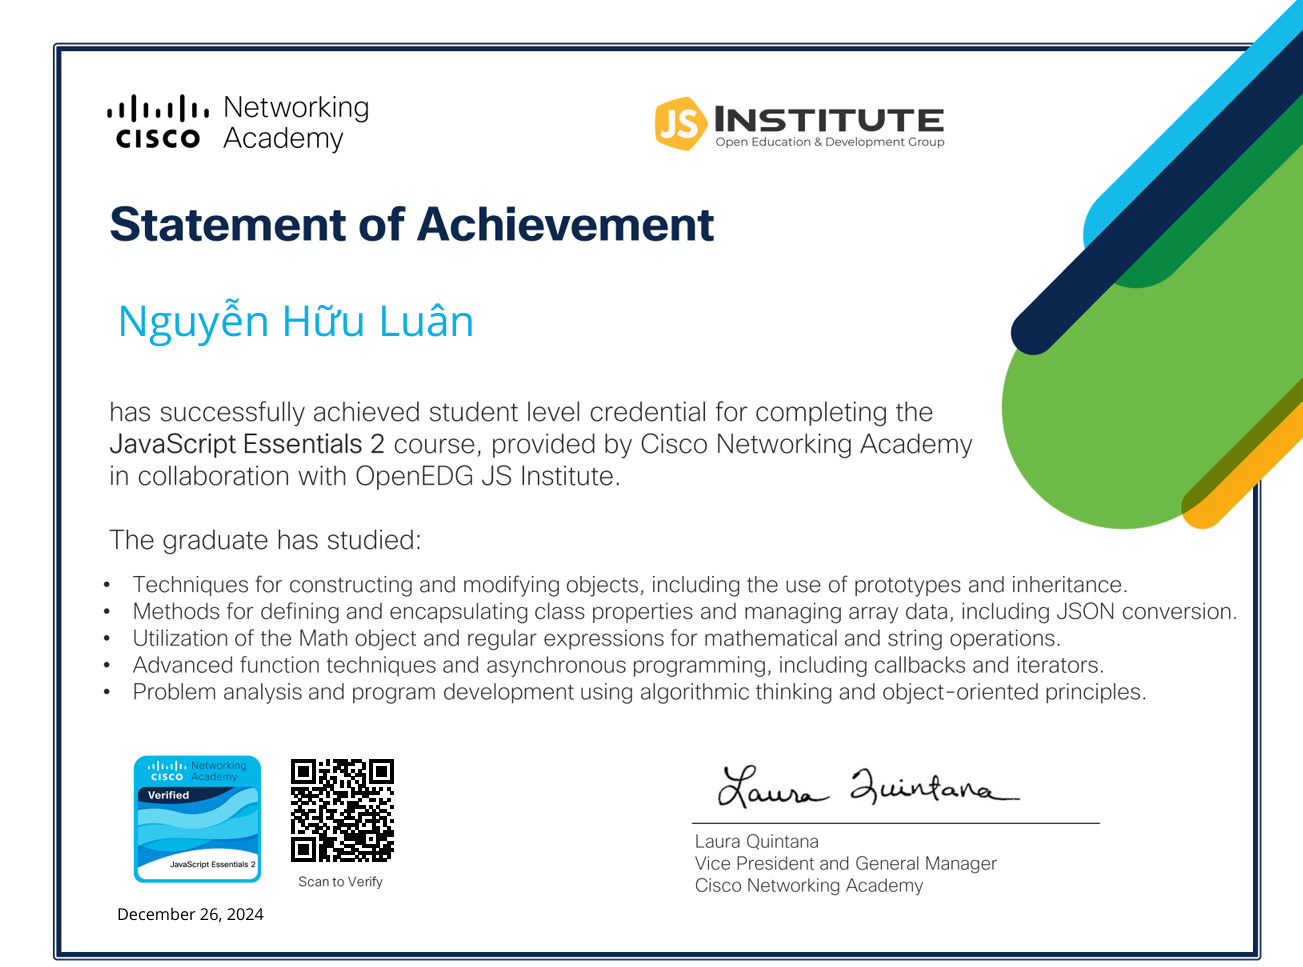 Networking
CISCO Academy
JS INSTITUTE
Open Education & Development Group
Statement of Achievement
Nguyễn Hữu Luân
has successfully achieved student level credential for completing the
JavaScript Essentials 2 course, provided by Cisco Networking Academy
in collaboration with OpenEDG JS Institute.
The graduate has studied:
• Techniques for constructing and modifying objects, including the use of prototypes and inheritance.
• Methods for defining and encapsulating class properties and managing array data, including JSON conversion.
• Utilization of the Math object and regular expressions for mathematical and string operations.
• Advanced function techniques and asynchronous programming, including callbacks and iterators.
• Problem analysis and program development using algorithmic thinking and object-oriented principles.
Networking
CISCO Academy
Verified
JavaScript Essentials 2
Scan to Verify
December 26, 2024
Laura Quintana
Laura Quintana
Vice President and General Manager
Cisco Networking Academy